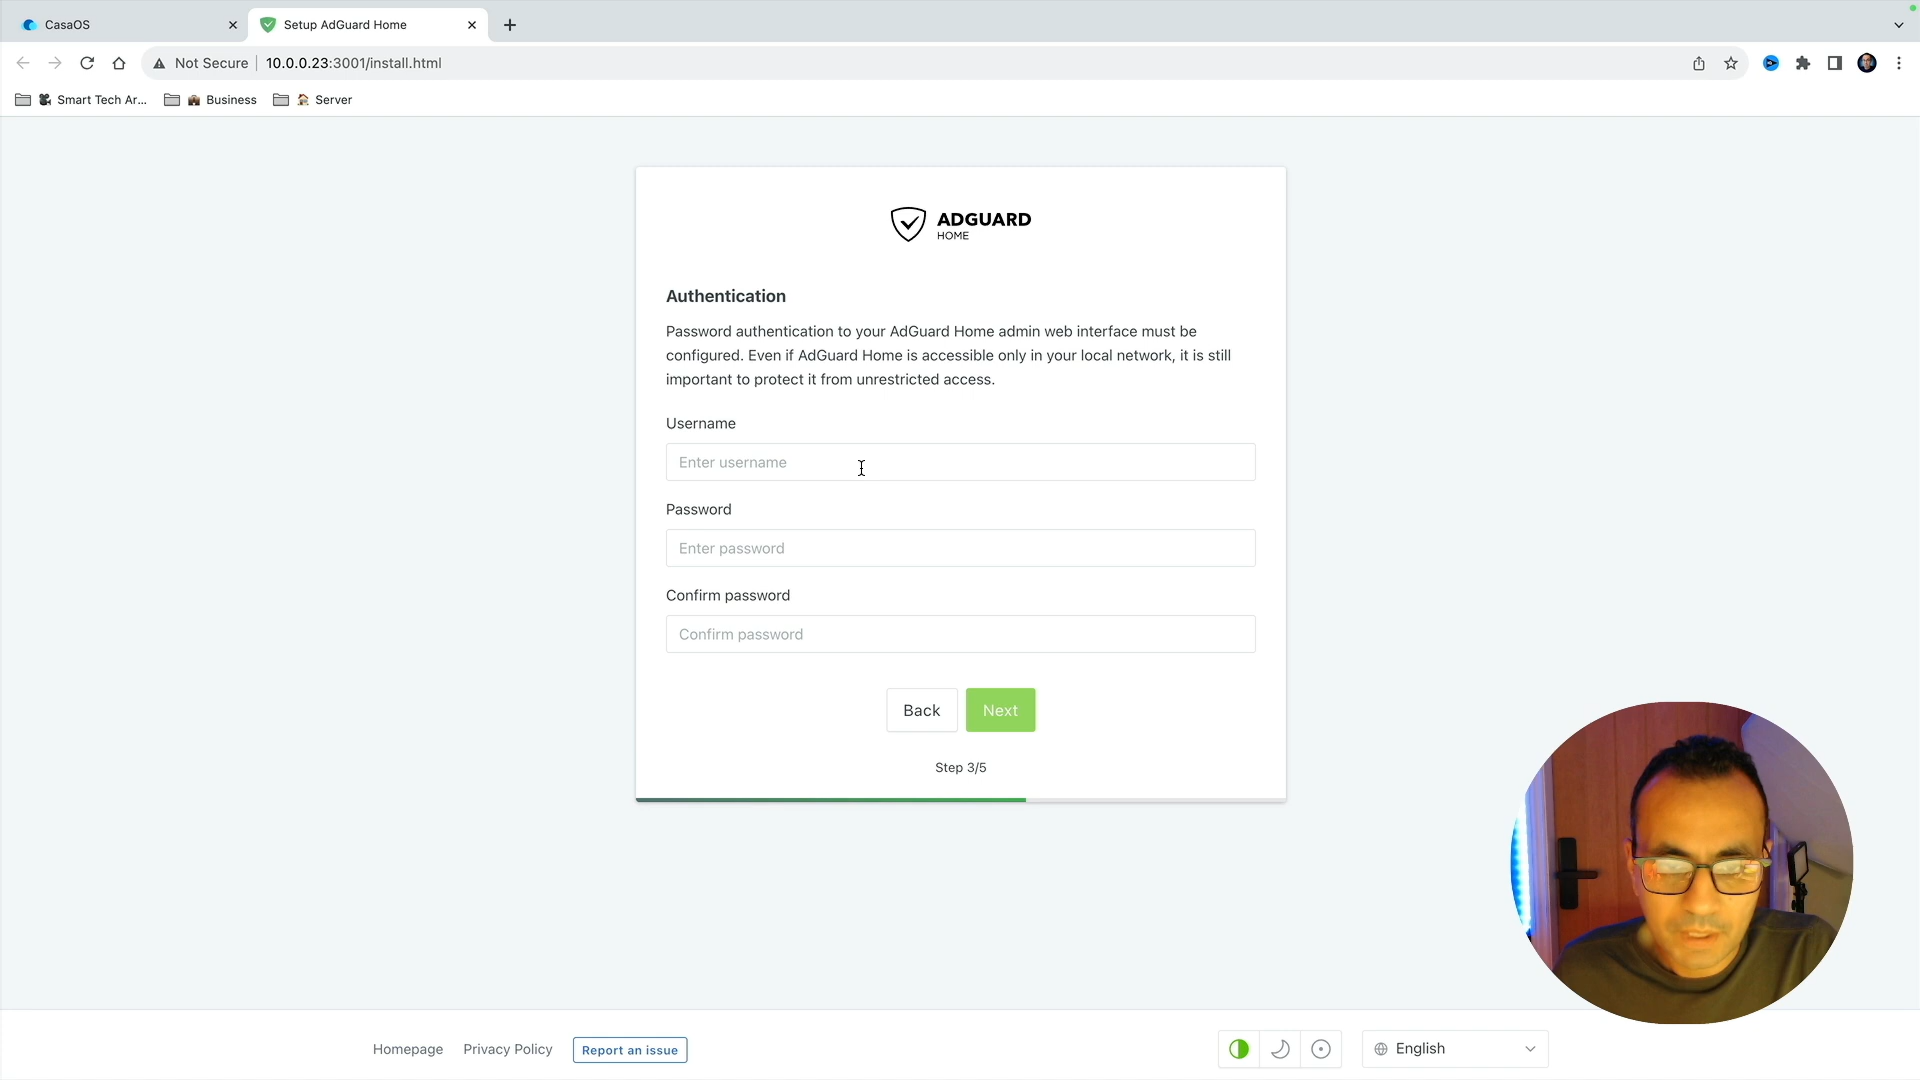 CasaOS
Setup AdGuard Home
Not Secure
10.0.0.23:3001/install.html
Smart Tech Ar...
Business
Server
ADGUARD
HOME
Authentication
Password authentication to your AdGuard Home admin web interface must be
configured. Even if AdGuard Home is accessible only in your local network, it is still
important to protect it from unrestricted access.
Username
Enter username
Password
Enter password
Confirm password
Confirm password
Back
Next
Step 3/5
Homepage
Privacy Policy
Report an issue
English